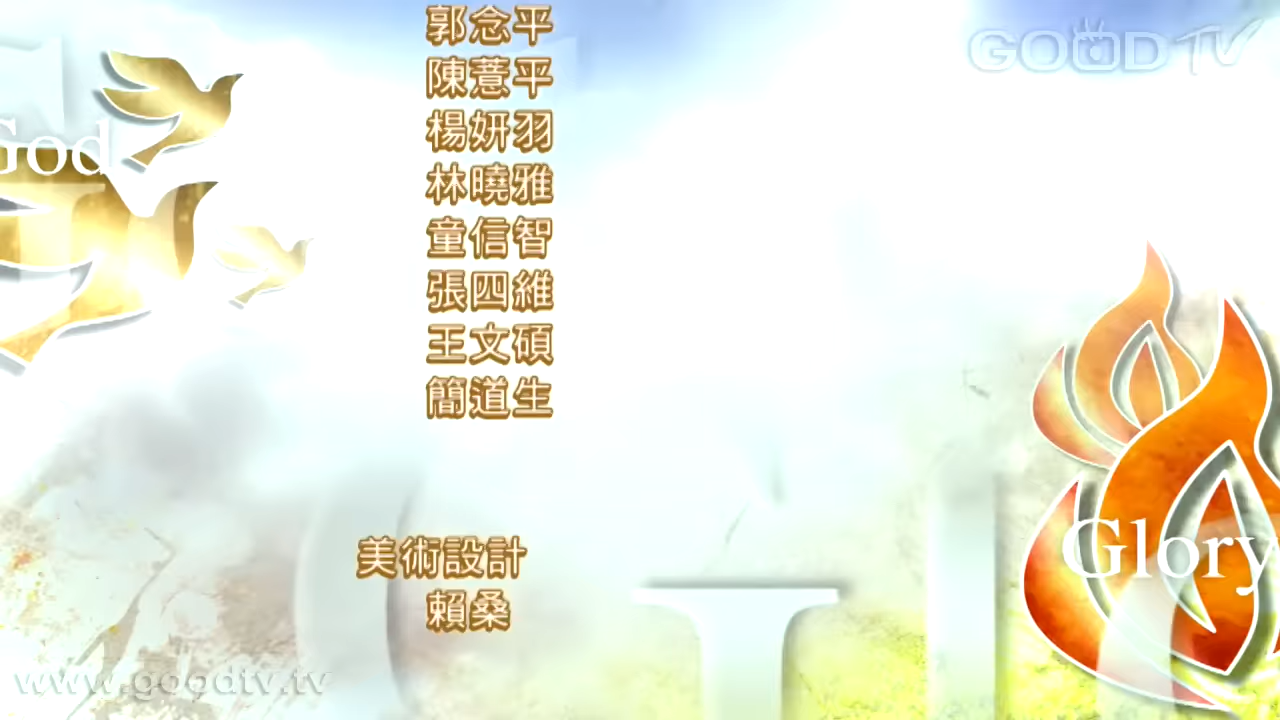 郭念平
GOOD TV
陳薏平
God
楊妍羽
林曉雅
童信智
張四維
王文碩
簡道生
美術設計
Glory
賴桑
www.goodtv.tv